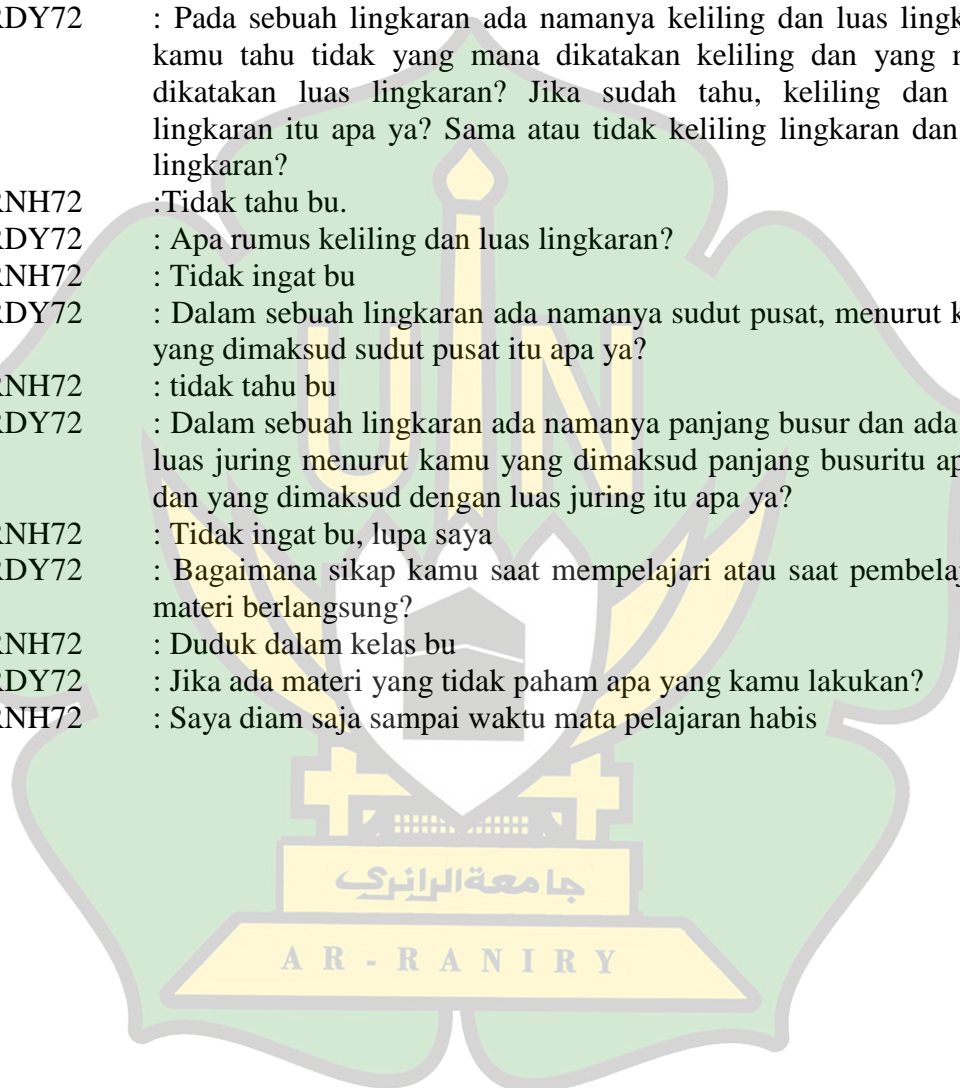 RDY72 : Pada sebuah lingkaran ada namanya keliling dan luas
kamu tahu tidak yang mana dikatakan keliling dan yang
dikatakan luas lingkaran? Jika sudah tahu, keliling dan
lingkaran itu apa ya? Sama atau tidak keliling lingkaran dan
lingkaran?
RNH72 :Tidak tahu bu.
RDY72 : Apa rumus keliling dan luas lingkaran?
RNH72 : Tidak ingat bu
RDY72 : Dalam sebuah lingkaran ada namanya sudut pusat, menurut
yang dimaksud sudut pusat itu apa ya?
RNH72 : tidak tahu bu
RDY72 : Dalam sebuah lingkaran ada namanya panjang busur dan ada
luas juring menurut kamu yang dimaksud panjang busuritu
dan yang dimaksud dengan luas juring itu apa ya?
RNH72 : Tidak ingat bu, lupa saya
RDY72 : Bagaimana sikap kamu saat mempelajari atau saat
materi berlangsung?
RNH72 : Duduk dalam kelas bu
RDY72 : Jika ada materi yang tidak paham apa yang kamu lakukan?
RNH72 : Saya diam saja sampai waktu mata pelajaran habis
UIN
جامعة الرانري
AR-RANIRY